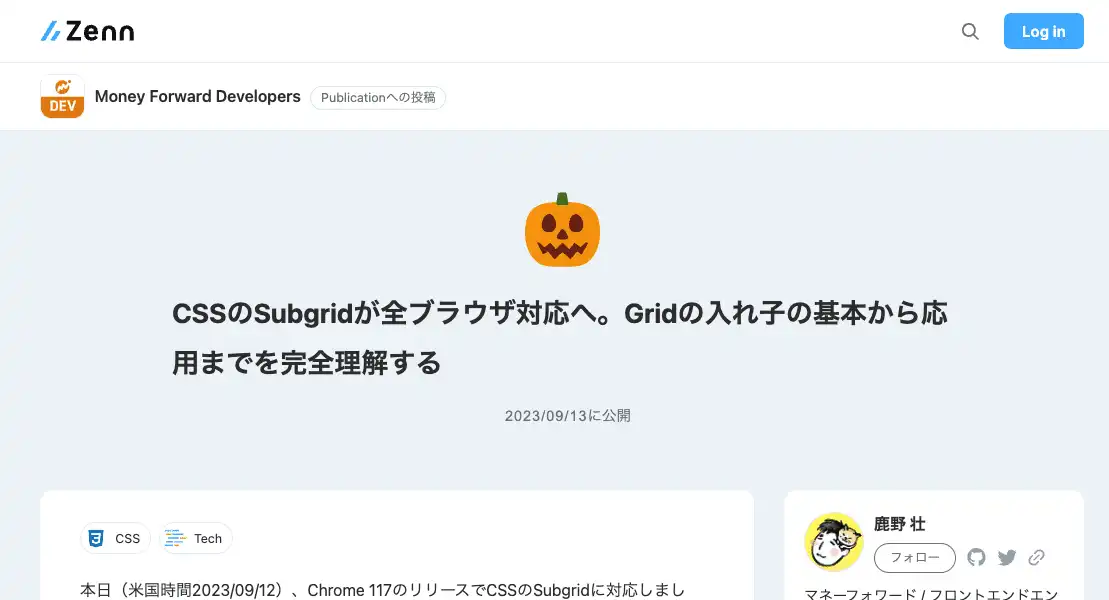 Zenn
Log in
DEV
Money Forward Developers
Publicationへの投稿
CSSのSubgridが全ブラウザ対応へ。Gridの入れ子の基本から応
用までを完全理解する
2023/09/13に公開
CSS
Tech
本日（米国時間2023/09/12）、Chrome 117のリリースでCSSのSubgridに対応しまし
鹿野 壮
フォロー
マネーフォワード / フロントエンドエン